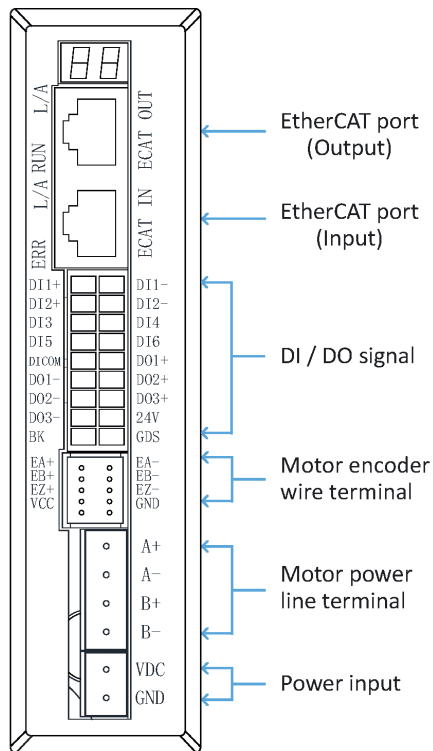 88
L/A
ECAT OUT
RUN
L/A
ECAT IN
ERR
EtherCAT port
(Output)
EtherCAT port
(Input)
DI1+ DI1-
DI2+ DI2-
DI3 DI4
DI5 DI6
DICOM DO1+
DO1- DO2+
DO2- DO3+
DO3- 24V
BK GDS
DI / DO signal
EA+ EA-
EB+ EB-
EZ+ EZ-
VCC GND
Motor encoder
wire terminal
A+
A-
B+
B-
Motor power
line terminal
VDC
GND
Power input